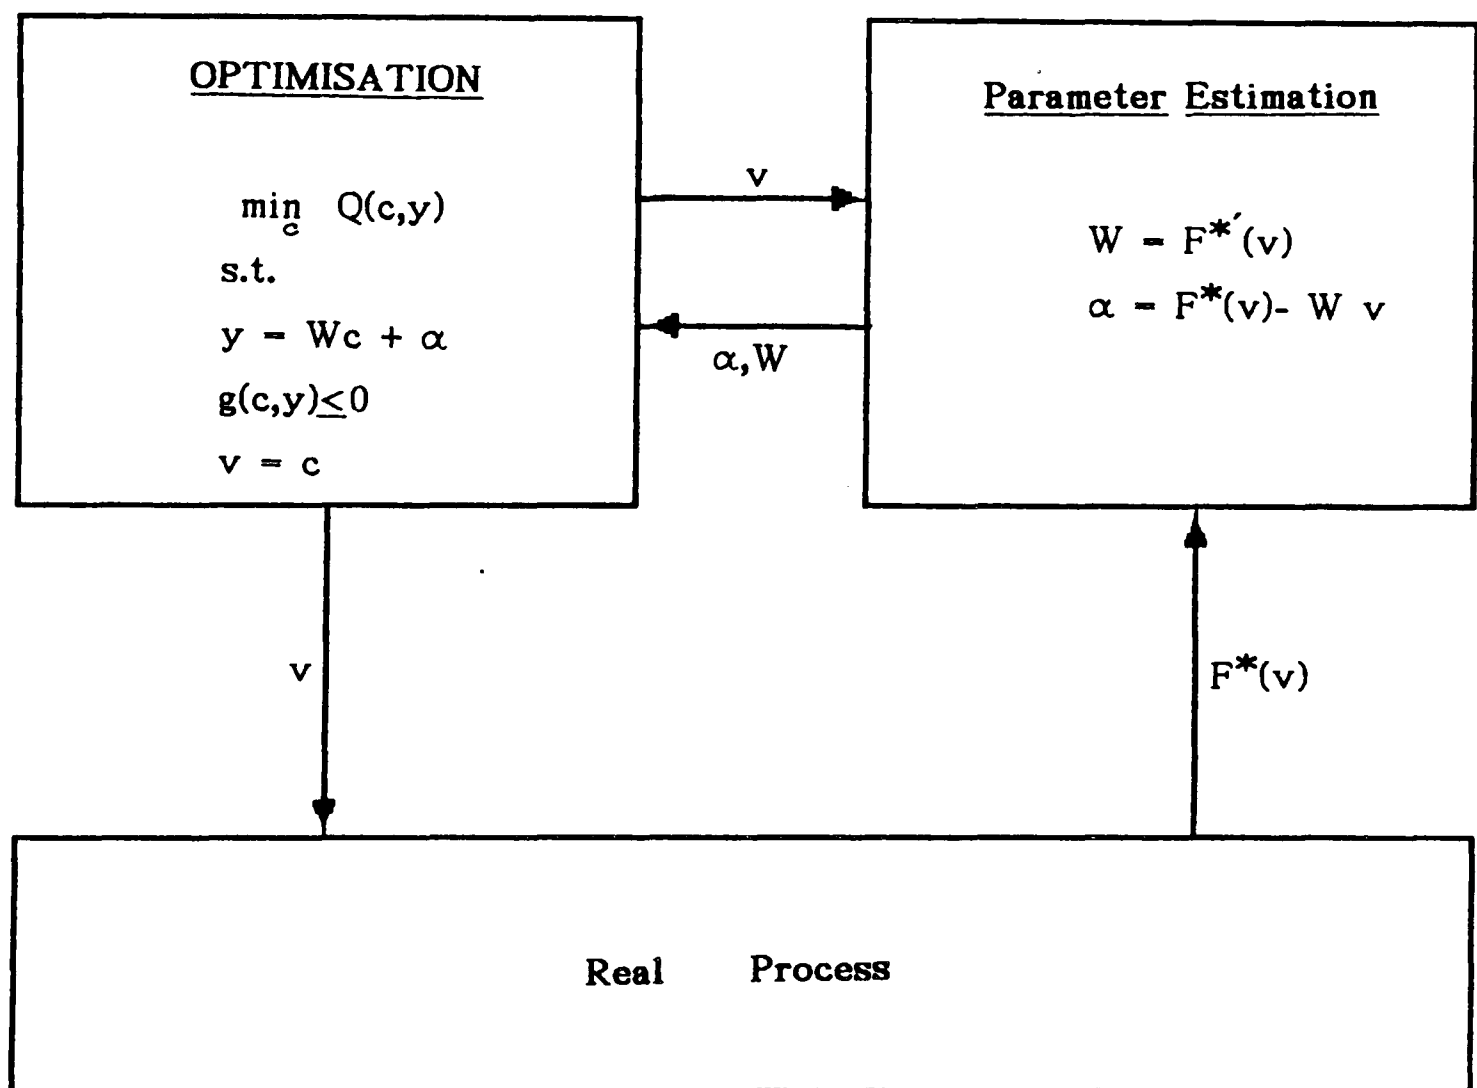 OPTIMISATION
min Q(c,y)
c
s.t.
y = Wc + α
g(c,y)≤0
v = c
v
α,W
Parameter Estimation
W = F*´(v)
α = F*(v)- W v
v
F*(v)
Real Process